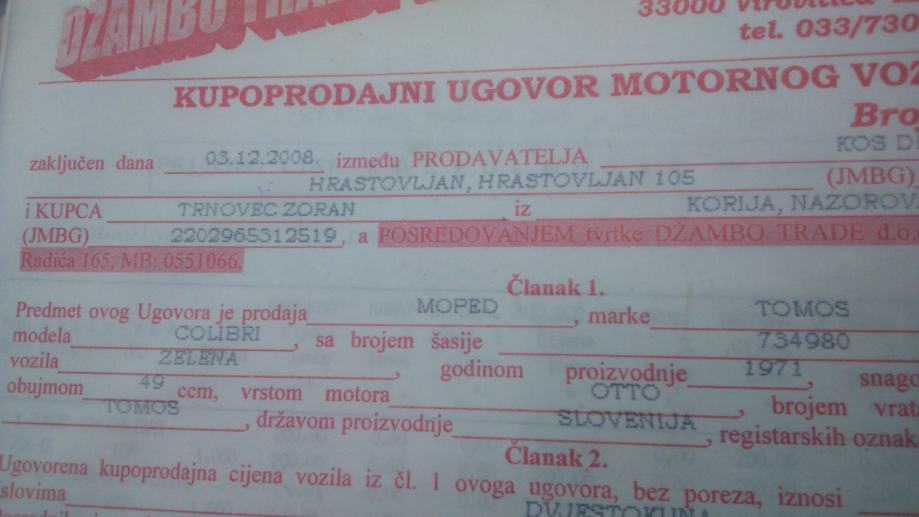 DŽAMBO TRADE
33000 Virovitica
tel. 033/730
KUPOPRODAJNI UGOVOR MOTORNOG VOZ
Bro
KOS D
zaključen dana 03.12.2008. između PRODAVATELJA
HRASTOVLJAN, HRASTOVLJAN 105 (JMBG)
i KUPCA TRNOVEC ZORAN iz KORIJA, NAZOROV
(JMBG) 2202965312519, a POSREDOVANJEM tvrtke DŽAMBO TRADE d.o.
Radića 165, MB: 0551066.
Članak 1.
Predmet ovog Ugovora je prodaja MOPED, marke TOMOS
modela COLIBRI, sa brojem šasije 734980
vozila ZELENA, godinom proizvodnje 1971, snago
obujmom 49 ccm, vrstom motora OTTO, brojem vrat
TOMOS, državom proizvodnje SLOVENIJA, registarskih oznak
Članak 2.
Ugovorena kupoprodajna cijena vozila iz čl. 1 ovoga ugovora, bez poreza, iznosi
slovima DVJESTOKUNA